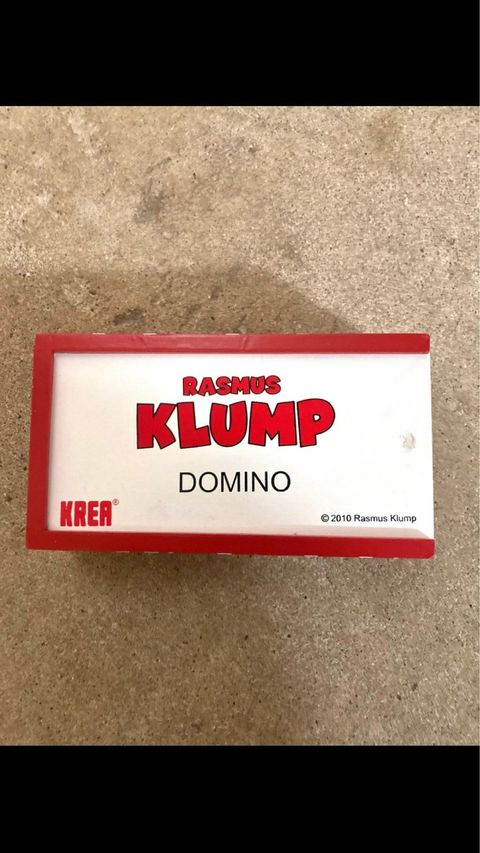 RASMUS
KLUMP
DOMINO
KREA®
© 2010 Rasmus Klump